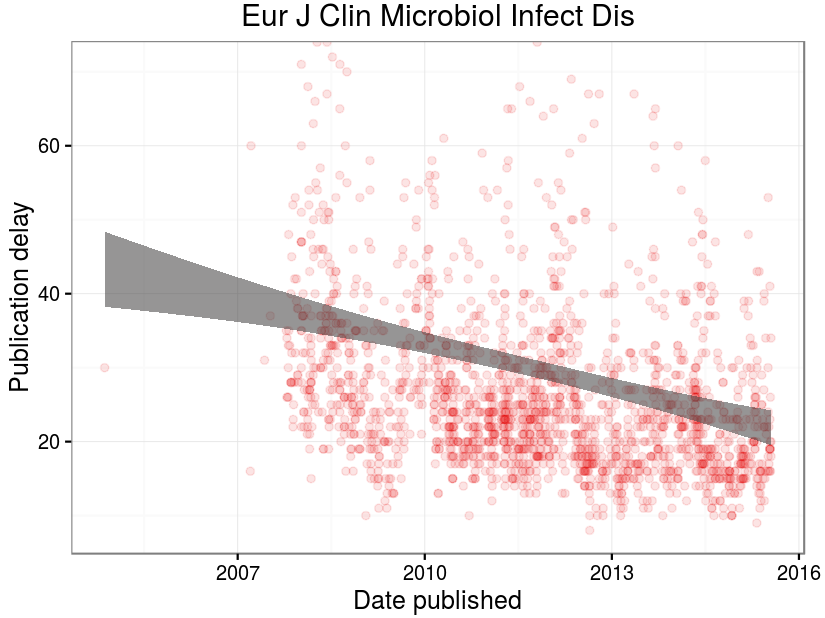 Eur J Clin Microbiol Infect Dis
Publication delay
60
40
20
2007 2010 2013 2016
Date published